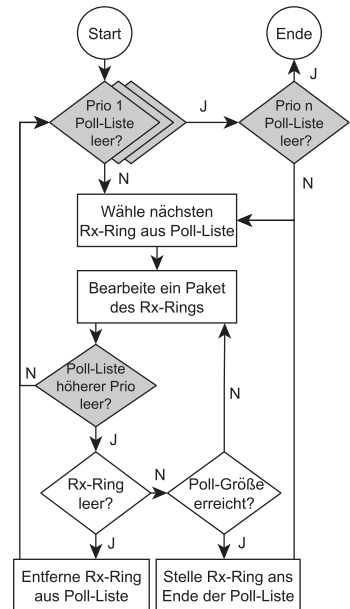 Start
Ende
Prio 1
Poll-Liste
leer?
J
Prio n
Poll-Liste
leer?
J
N
N
Wähle nächsten
Rx-Ring aus Poll-Liste
Bearbeite ein Paket
des Rx-Rings
Poll-Liste
höherer Prio
leer?
N
N
J
Rx-Ring
leer?
N
Poll-Größe
erreicht?
J
J
Entferne Rx-Ring
aus Poll-Liste
Stelle Rx-Ring ans
Ende der Poll-Liste